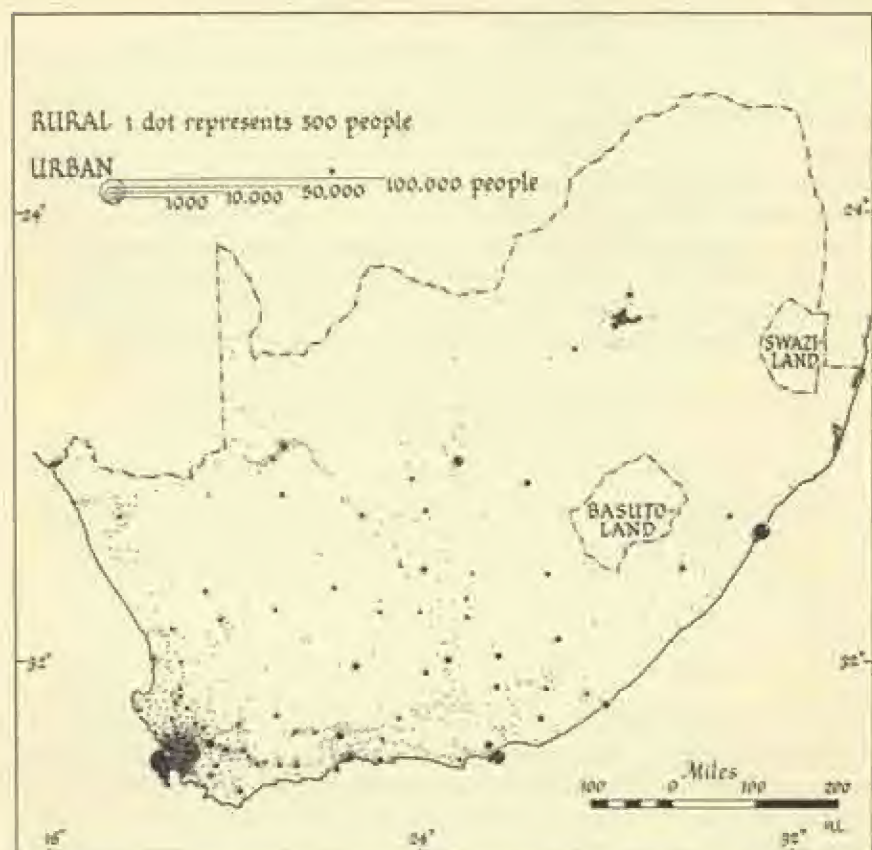 RURAL 1 dot represents 500 people
URBAN
1000 10.000 50,000 100,000 people
24° 24°
SWAZI-
LAND
BASUTO-
LAND
32° 32°
Miles
100 0 100 200
16° 24° 32°